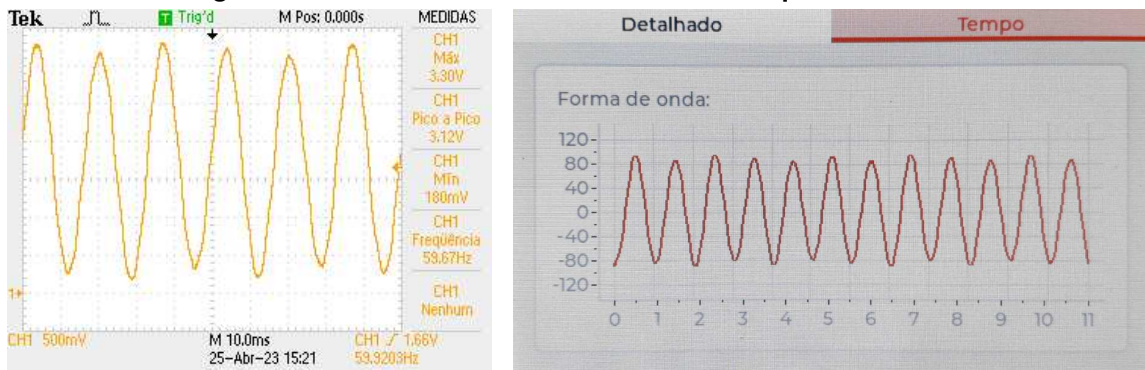 Tek Trig'd M Pos: 0.000s MEDIDAS
CH1
Máx
3.30V
CH1
Pico a Pico
3.12V
CH1
Mín
180mV
CH1
Freqüência
59.67Hz
CH1
Nenhum
1
CH1 500mV M 10.0ms CH1 1.66V
25-Abr-23 15:21 59.9203Hz
Detalhado Tempo
Forma de onda:
120
80
40
0
-40
-80
-120
0 1 2 3 4 5 6 7 8 9 10 11